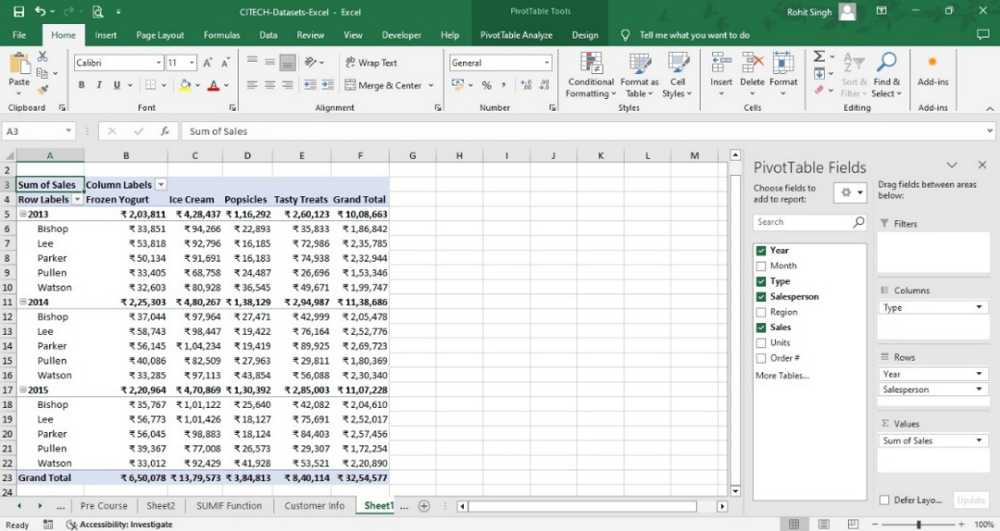 CITECH-Datasets-Excel - Excel PivotTable Tools Rohit Singh
File Home Insert Page Layout Formulas Data Review View Developer Help PivotTable Analyze Design Tell me what you want to do
Paste Calibri 11 A A Wrap Text General Conditional Format as Cell Insert Delete Format Sort & Find & Add-ins
B I U A Merge & Center % Formatting Table Styles Filter Select
Clipboard Font Alignment Number Styles Cells Editing Add-ins
A3 fx Sum of Sales
A B C D E F G H I J K L M
2
3 Sum of Sales Column Labels
4 Row Labels Frozen Yogurt Ice Cream Popsicles Tasty Treats Grand Total
5 2013 ₹ 2,03,811 ₹ 4,28,437 ₹ 1,16,292 ₹ 2,60,123 ₹ 10,08,663
6 Bishop ₹ 33,851 ₹ 94,266 ₹ 22,893 ₹ 35,833 ₹ 1,86,842
7 Lee ₹ 53,818 ₹ 92,796 ₹ 16,185 ₹ 72,986 ₹ 2,35,785
8 Parker ₹ 50,134 ₹ 91,691 ₹ 16,183 ₹ 74,938 ₹ 2,32,944
9 Pullen ₹ 33,405 ₹ 68,758 ₹ 24,487 ₹ 26,696 ₹ 1,53,346
10 Watson ₹ 32,603 ₹ 80,928 ₹ 36,545 ₹ 49,671 ₹ 1,99,747
11 2014 ₹ 2,25,303 ₹ 4,80,267 ₹ 1,38,129 ₹ 2,94,987 ₹ 11,38,686
12 Bishop ₹ 37,044 ₹ 97,964 ₹ 27,471 ₹ 42,999 ₹ 2,05,478
13 Lee ₹ 58,743 ₹ 98,447 ₹ 19,422 ₹ 76,164 ₹ 2,52,776
14 Parker ₹ 56,145 ₹ 1,04,234 ₹ 19,419 ₹ 89,925 ₹ 2,69,723
15 Pullen ₹ 40,086 ₹ 82,509 ₹ 27,963 ₹ 29,811 ₹ 1,80,369
16 Watson ₹ 33,285 ₹ 97,113 ₹ 43,854 ₹ 56,088 ₹ 2,30,340
17 2015 ₹ 2,20,964 ₹ 4,70,869 ₹ 1,30,392 ₹ 2,85,003 ₹ 11,07,228
18 Bishop ₹ 35,767 ₹ 1,01,122 ₹ 25,640 ₹ 42,082 ₹ 2,04,610
19 Lee ₹ 56,773 ₹ 1,01,426 ₹ 18,127 ₹ 75,691 ₹ 2,52,017
20 Parker ₹ 56,045 ₹ 98,883 ₹ 18,124 ₹ 84,403 ₹ 2,57,456
21 Pullen ₹ 39,367 ₹ 77,008 ₹ 26,573 ₹ 29,307 ₹ 1,72,254
22 Watson ₹ 33,012 ₹ 92,429 ₹ 41,928 ₹ 53,521 ₹ 2,20,890
23 Grand Total ₹ 6,50,078 ₹ 13,79,573 ₹ 3,84,813 ₹ 8,40,114 ₹ 32,54,577
24
PivotTable Fields
Choose fields to
add to report:
Search
Year
Month
Type
Salesperson
Region
Sales
Units
Order #
More Tables...
Drag fields between areas
below:
Filters
Columns
Type
Rows
Year
Salesperson
Σ Values
Sum of Sales
Defer Layo... Update
... Pre Course Sheet2 SUMIF Function Customer Info Sheet1 ...
Ready Accessibility: Investigate 100%